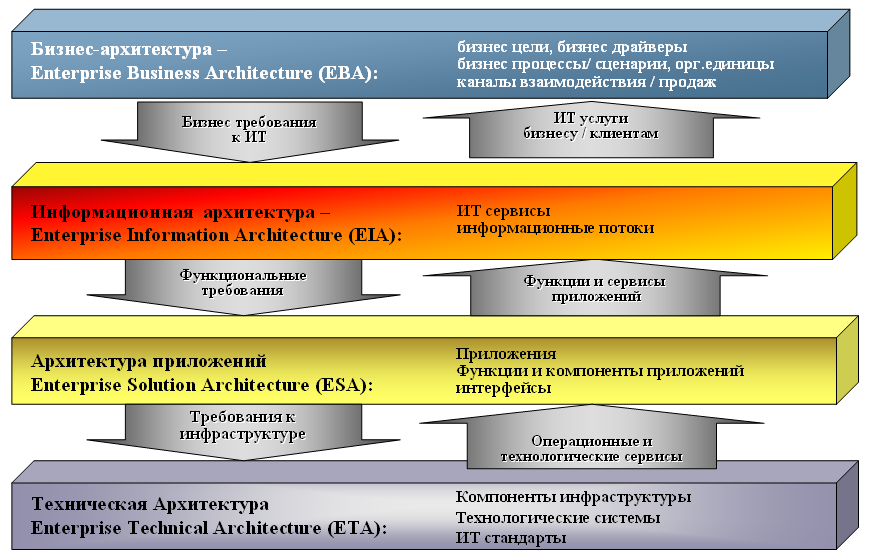 Бизнес-архитектура –
Enterprise Business Architecture (EBA):
бизнес цели, бизнес драйверы
бизнес процессы/ сценарии, орг.единицы
каналы взаимодействия / продаж
Бизнес требования
к ИТ
ИТ услуги
бизнесу / клиентам
Информационная архитектура –
Enterprise Information Architecture (EIA):
ИТ сервисы
информационные потоки
Функциональные
требования
Функции и сервисы
приложений
Архитектура приложений
Enterprise Solution Architecture (ESA):
Приложения
Функции и компоненты приложений
интерфейсы
Требования к
инфраструктуре
Операционные и
технологические сервисы
Техническая Архитектура
Enterprise Technical Architecture (ETA):
Компоненты инфраструктуры
Технологические системы
ИТ стандарты